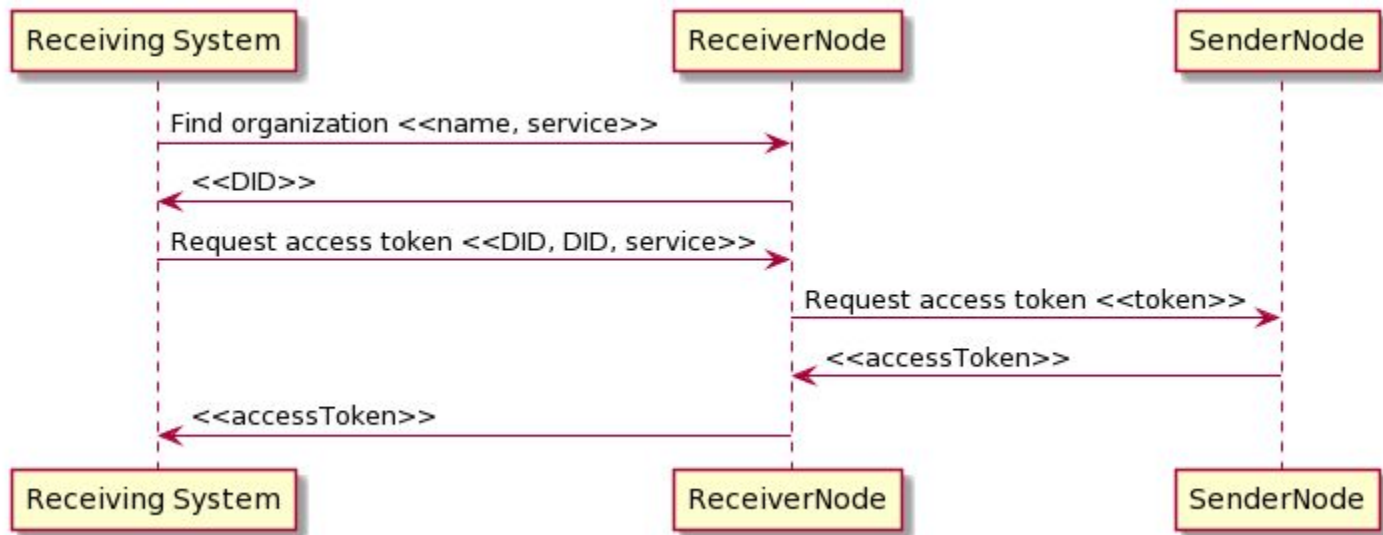 Receiving System
ReceiverNode
SenderNode
Find organization <<name, service>>
<<DID>>
Request access token <<DID, DID, service>>
Request access token <<token>>
<<accessToken>>
<<accessToken>>
Receiving System
ReceiverNode
SenderNode